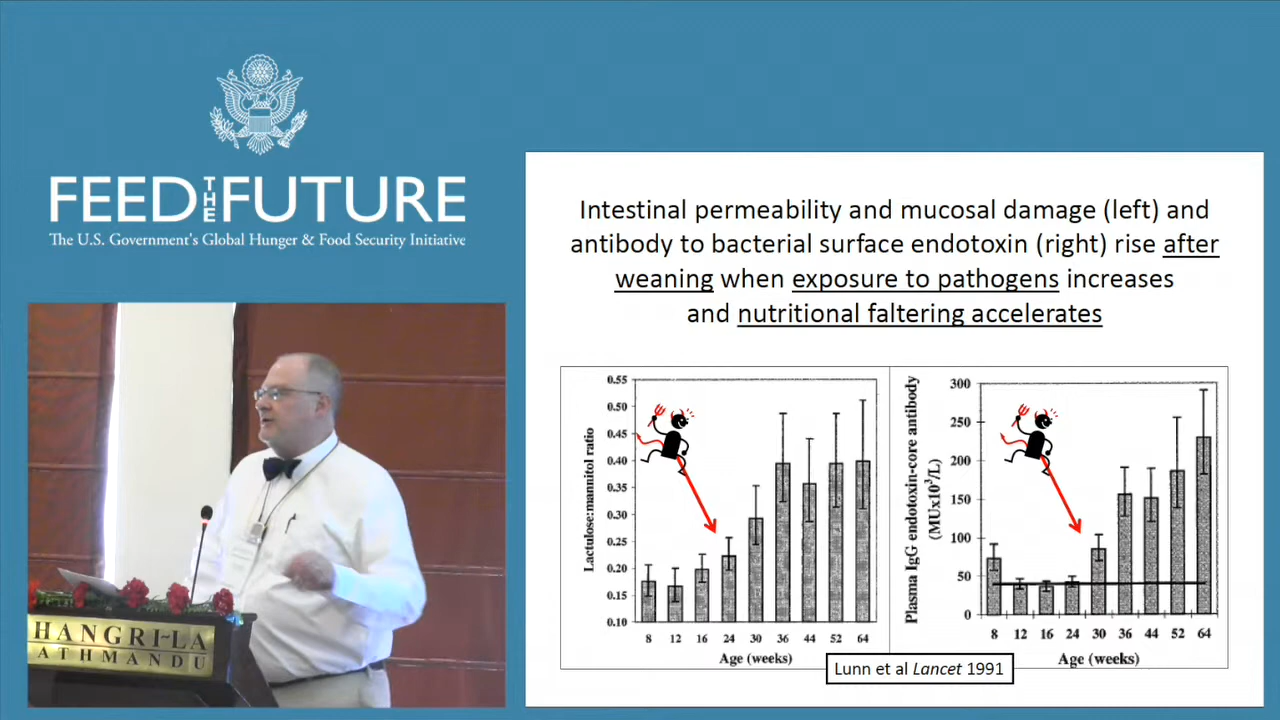 FEED THE FUTURE
The U.S. Government's Global Hunger & Food Security Initiative
Intestinal permeability and mucosal damage (left) and
antibody to bacterial surface endotoxin (right) rise after
weaning when exposure to pathogens increases
and nutritional faltering accelerates
Lactulose:mannitol ratio
0.55
0.50
0.45
0.40
0.35
0.30
0.25
0.20
0.15
0.10
8 12 16 24 30 36 44 52 64
Age (weeks)
Plasma IgG endotoxin-core antibody
(MUx10³/L)
300
250
200
150
100
50
0
8 12 16 24 30 36 44 52 64
Age (weeks)
Lunn et al Lancet 1991
HANGRI~LA
ATHMANDU